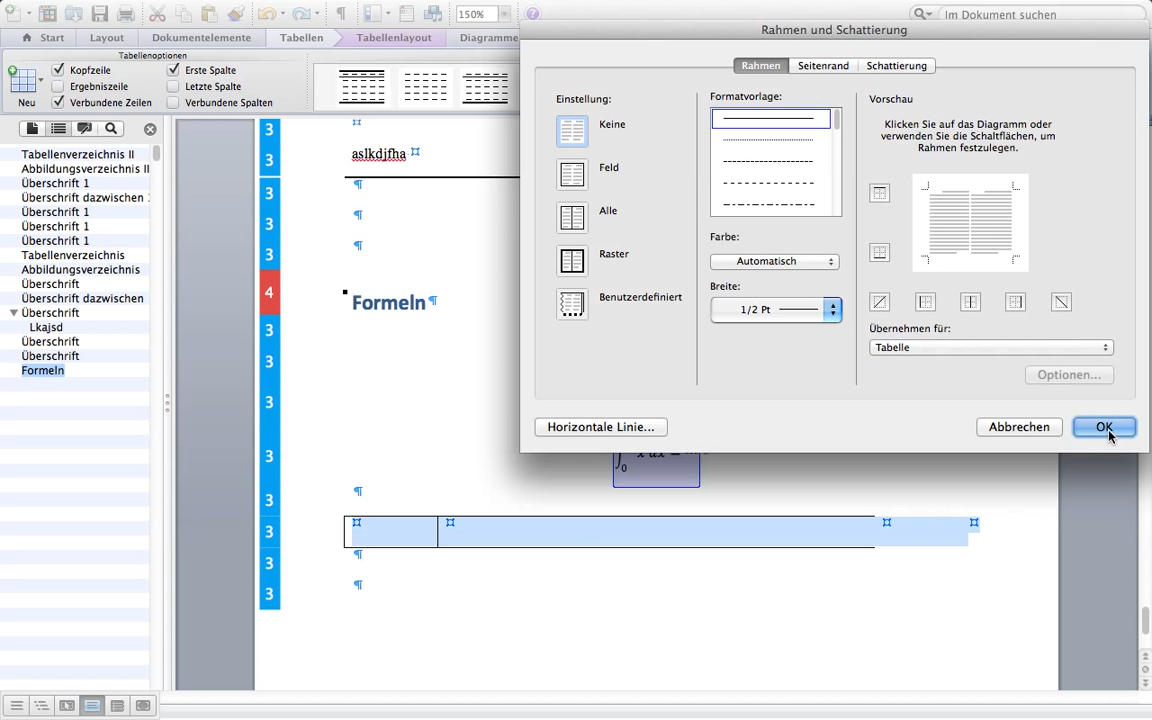 150%
Im Dokument suchen
Start
Layout
Dokumentelemente
Tabellen
Tabellenlayout
Diagramme
Tabellenoptionen
Neu
Kopfzeile
Erste Spalte
Ergebniszeile
Letzte Spalte
Verbundene Zeilen
Verbundene Spalten
Tabellenverzeichnis II
Abbildungsverzeichnis II
Überschrift 1
Überschrift dazwischen
Überschrift 1
Überschrift 1
Überschrift 1
Tabellenverzeichnis
Abbildungsverzeichnis
Überschrift
Überschrift dazwischen
Überschrift
Lkajsd
Überschrift
Überschrift
Formeln
3
3
3
3
3
4
3
3
3
3
3
3
3
3
aslkdjfha
Formeln
Rahmen und Schattierung
Rahmen
Seitenrand
Schattierung
Einstellung:
Keine
Feld
Alle
Raster
Benutzerdefiniert
Formatvorlage:
Farbe:
Automatisch
Breite:
1/2 Pt
Vorschau
Klicken Sie auf das Diagramm oder
verwenden Sie die Schaltflächen, um
Rahmen festzulegen.
Übernehmen für:
Tabelle
Optionen...
Horizontale Linie...
Abbrechen
OK